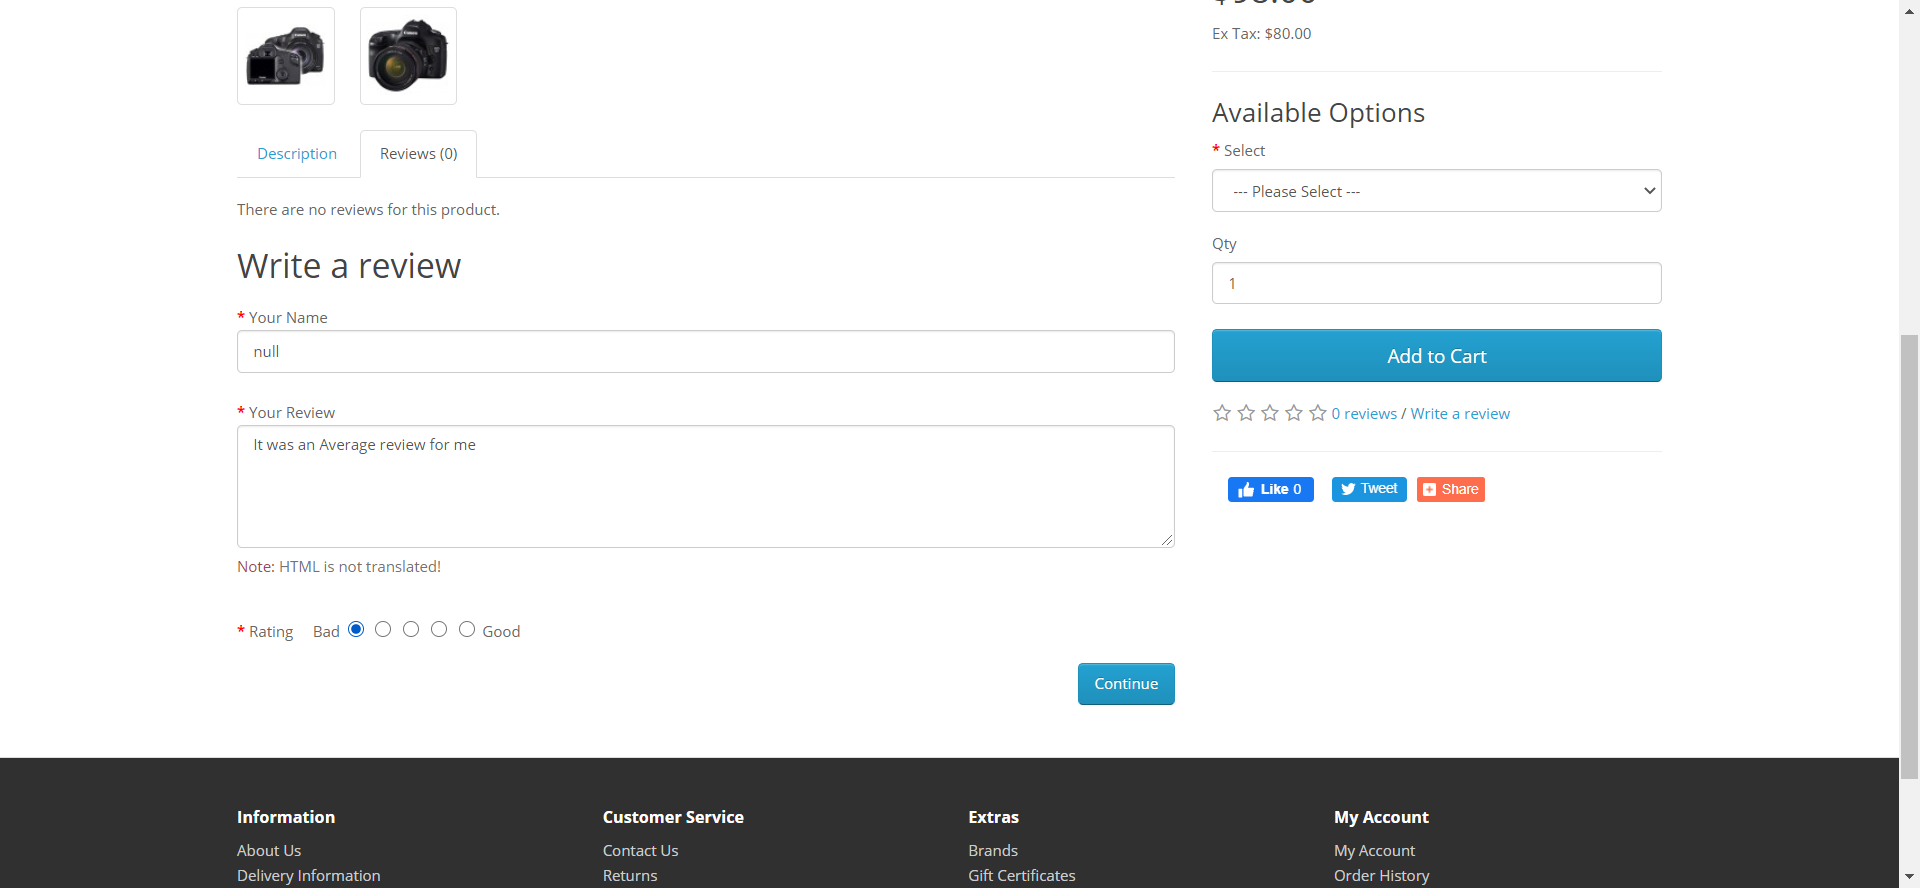 Ex Tax: $80.00
Description
Reviews (0)
There are no reviews for this product.
Write a review
* Your Name
null
* Your Review
It was an Average review for me
Note: HTML is not translated!
* Rating Bad Good
Continue
Available Options
* Select
--- Please Select ---
Qty
1
Add to Cart
0 reviews / Write a review
Like 0
Tweet
Share
Information
About Us
Delivery Information
Customer Service
Contact Us
Returns
Extras
Brands
Gift Certificates
My Account
My Account
Order History